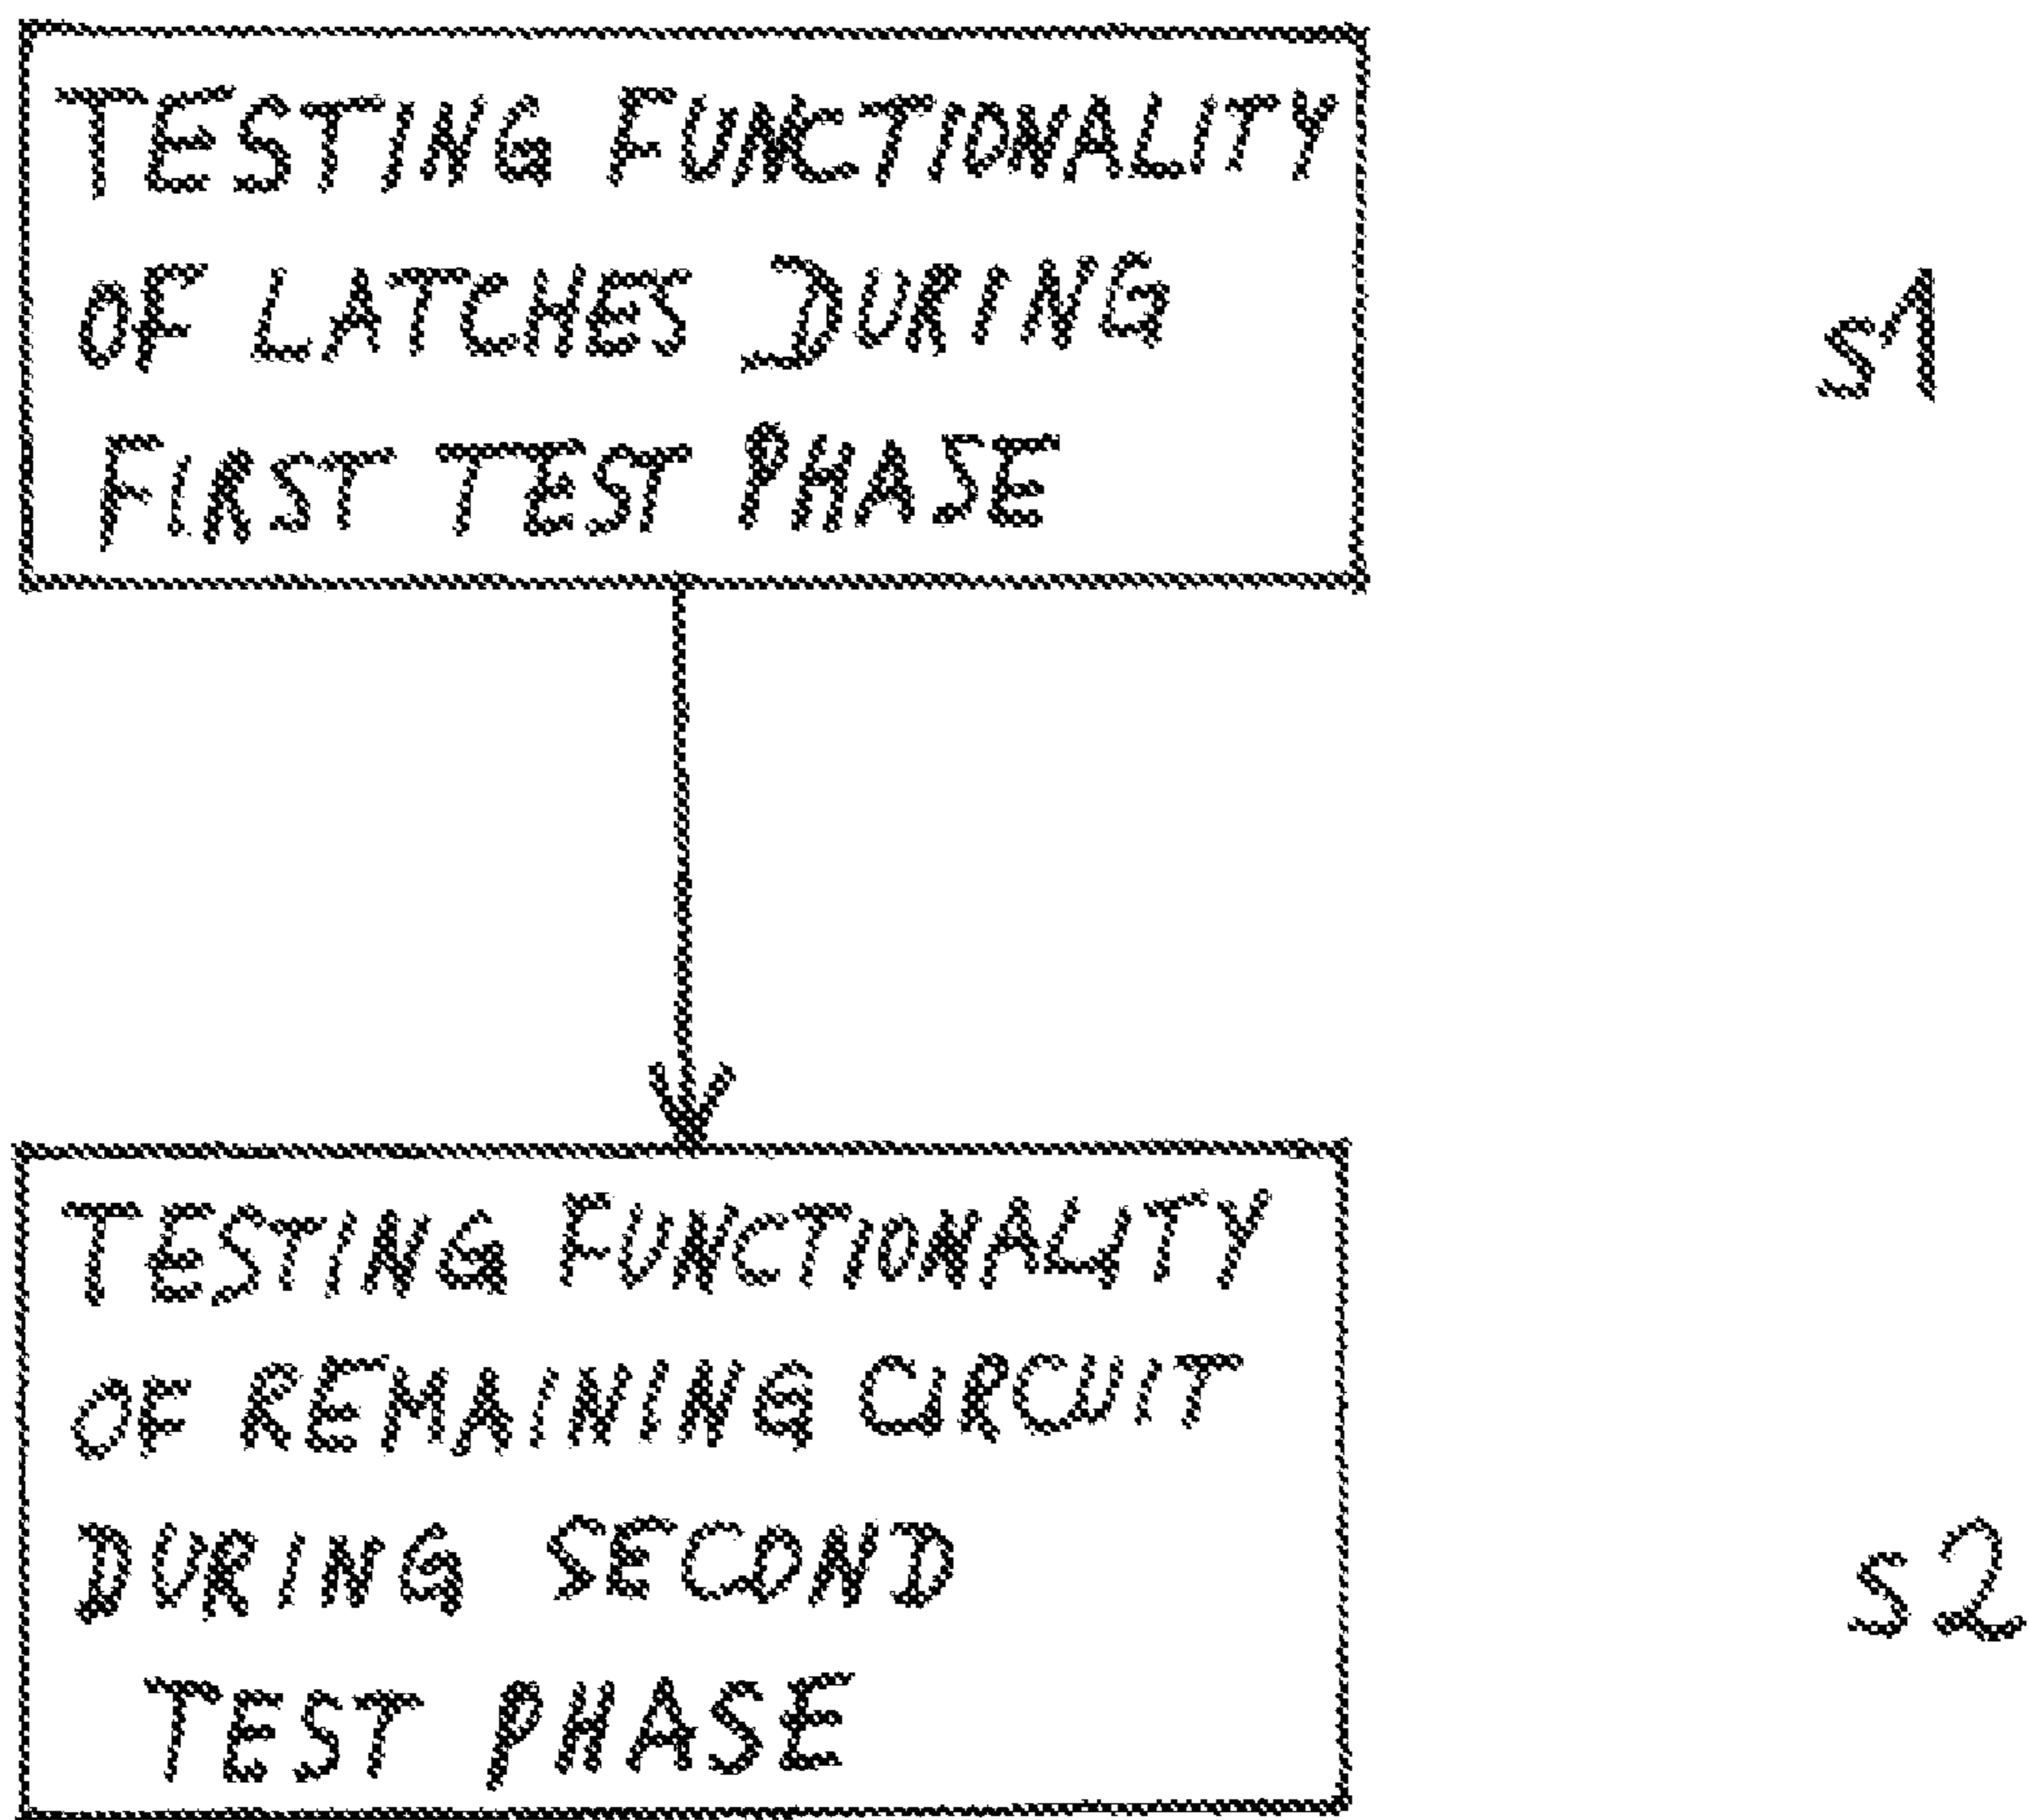 TESTING FUNCTIONALITY
OF LATCHES DURING
FIRST TEST PHASE
S1
TESTING FUNCTIONALITY
OF REMAINING CIRCUIT
DURING SECOND
TEST PHASE
S2